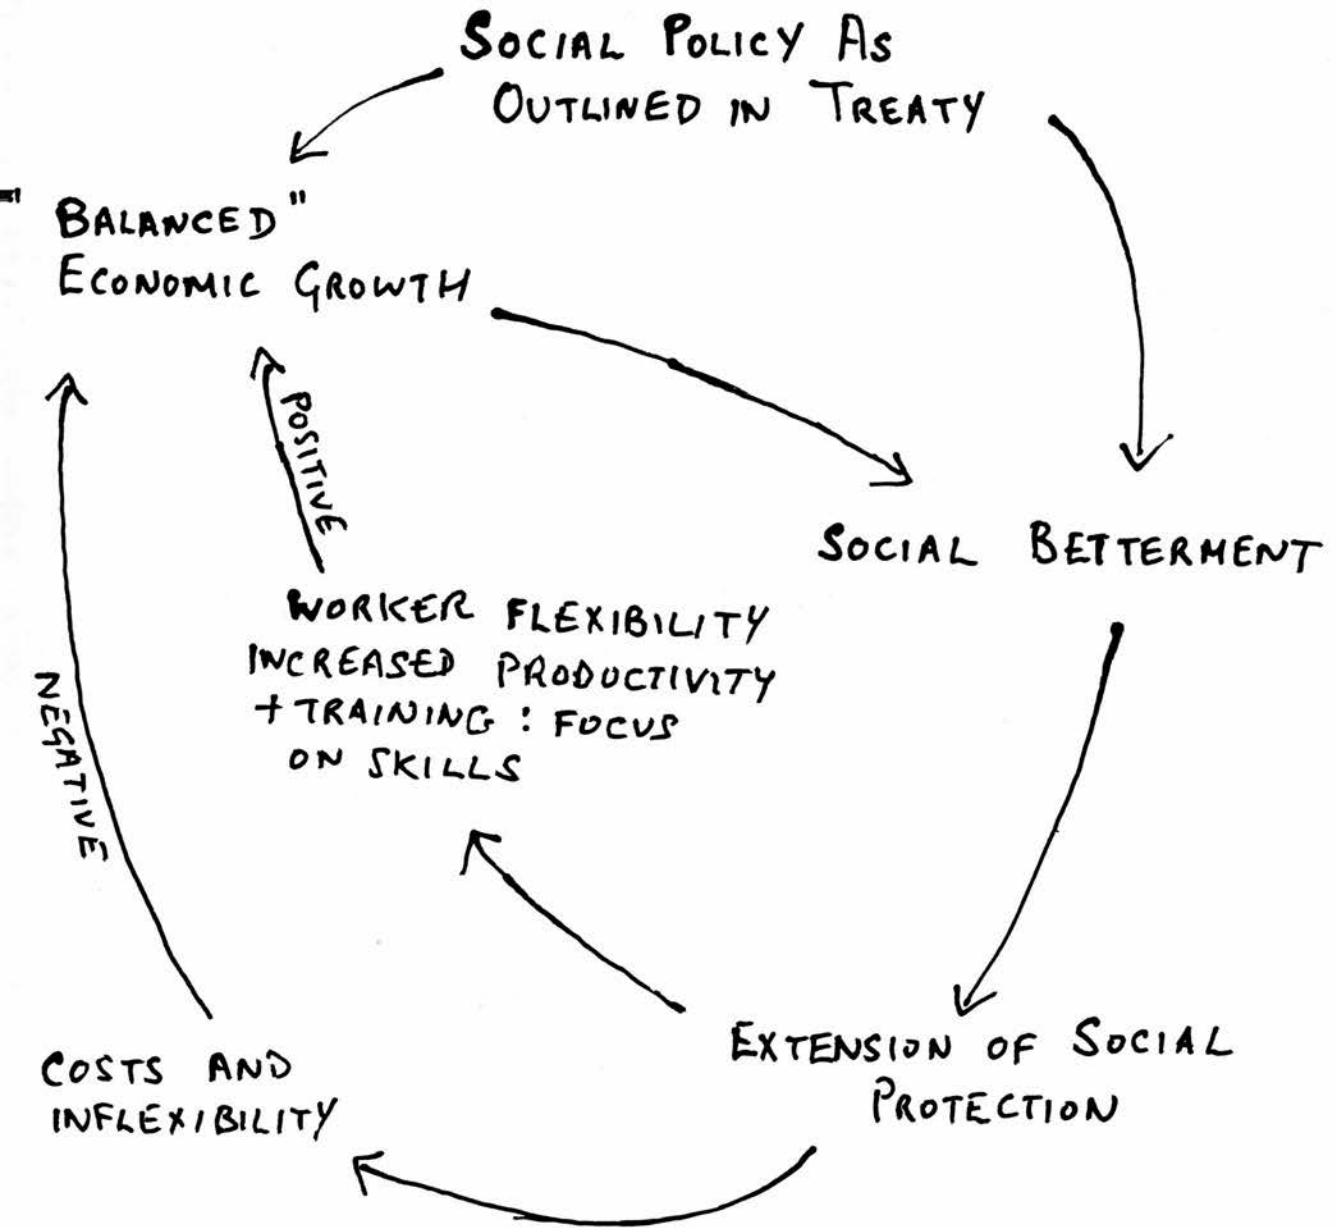 SOCIAL POLICY AS
OUTLINED IN TREATY
" BALANCED "
ECONOMIC GROWTH
POSITIVE
SOCIAL BETTERMENT
WORKER FLEXIBILITY
INCREASED PRODUCTIVITY
+ TRAINING : FOCUS
ON SKILLS
NEGATIVE
EXTENSION OF SOCIAL
PROTECTION
COSTS AND
INFLEXIBILITY